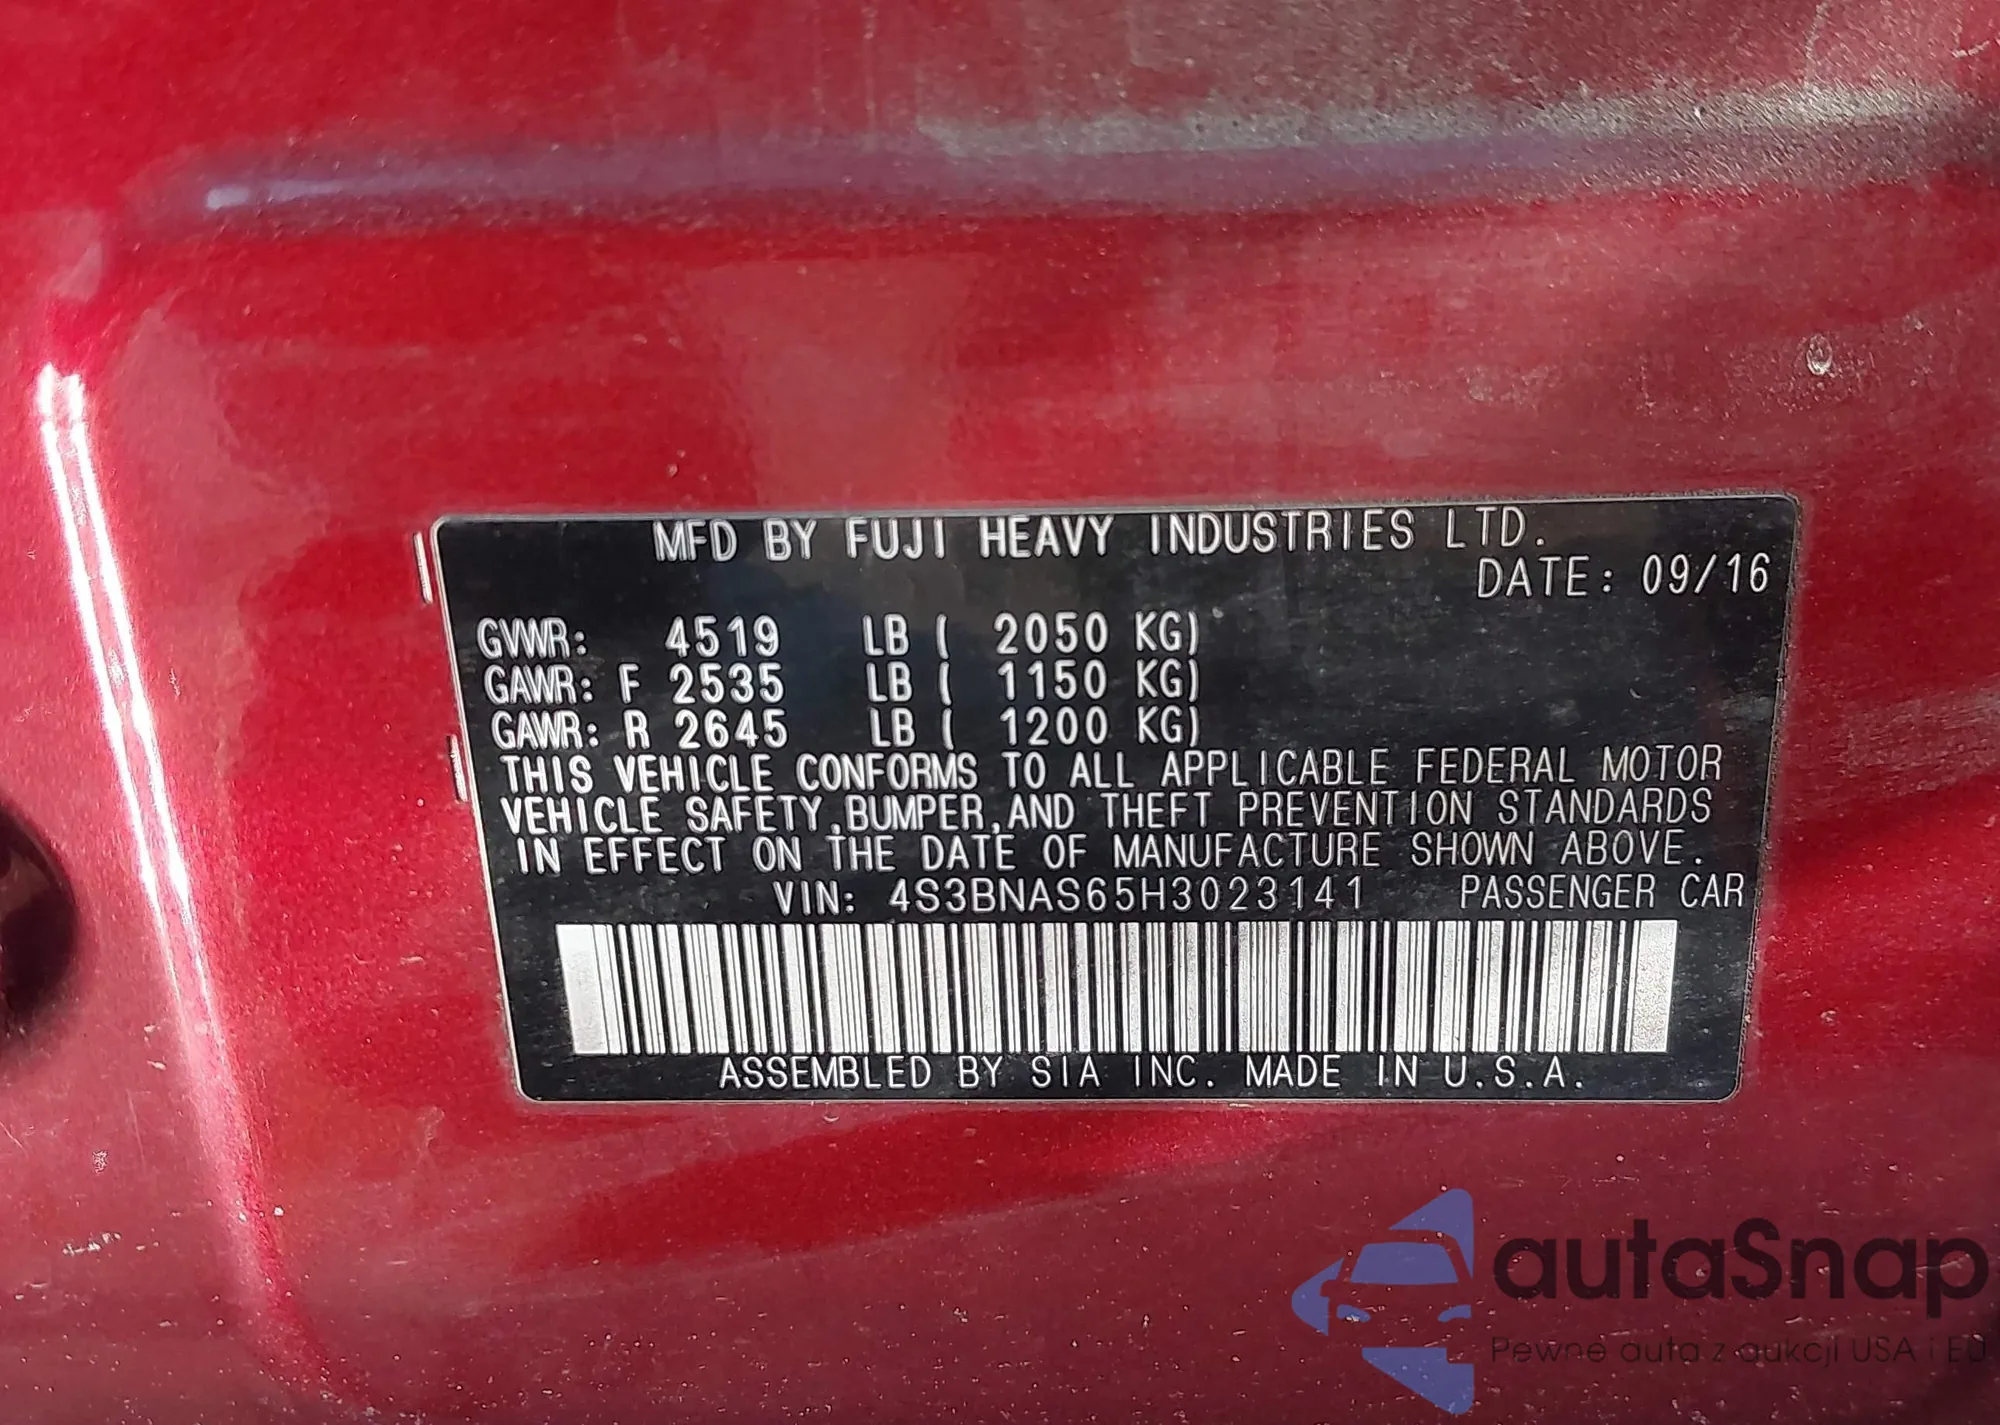 MFD BY FUJI HEAVY INDUSTRIES LTD.
DATE: 09/16
GVWR: 4519 LB ( 2050 KG)
GAWR: F 2535 LB ( 1150 KG)
GAWR: R 2645 LB ( 1200 KG)
THIS VEHICLE CONFORMS TO ALL APPLICABLE FEDERAL MOTOR
VEHICLE SAFETY,BUMPER,AND THEFT PREVENTION STANDARDS
IN EFFECT ON THE DATE OF MANUFACTURE SHOWN ABOVE.
VIN: 4S3BNAS65H3023141 PASSENGER CAR
ASSEMBLED BY SIA INC. MADE IN U.S.A.
autaSnap
Pewne auta z aukcji USA i EU